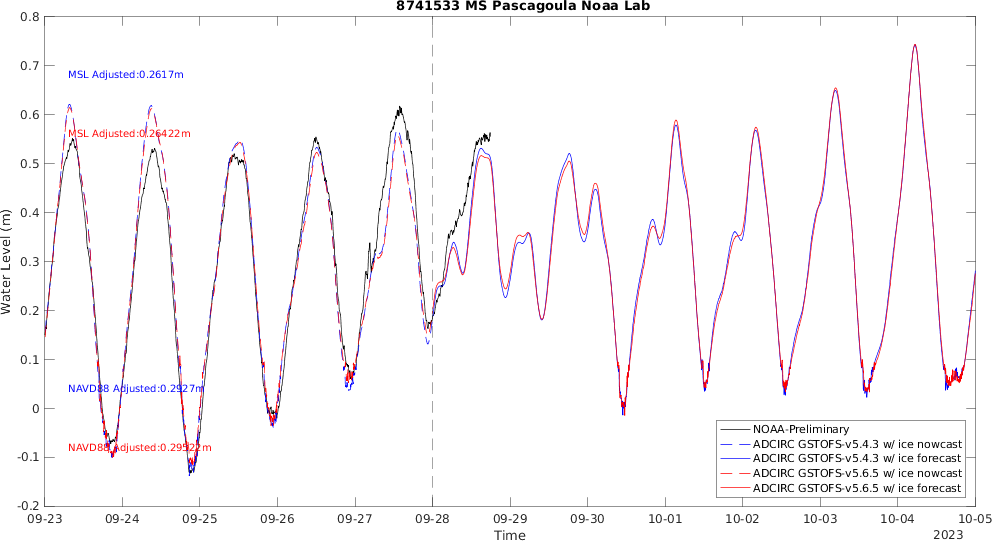 8741533 MS Pascagoula Noaa Lab
0.8
0.7
0.6
0.5
0.4
0.3
0.2
0.1
0
-0.1
-0.2
Water Level (m)
MSL Adjusted:0.2617m
MSL Adjusted:0.26422m
NAVD88 Adjusted:0.2927m
NAVD88 Adjusted:0.29522m
NOAA-Preliminary
ADCIRC GSTOFS-v5.4.3 w/ ice nowcast
ADCIRC GSTOFS-v5.4.3 w/ ice forecast
ADCIRC GSTOFS-v5.6.5 w/ ice nowcast
ADCIRC GSTOFS-v5.6.5 w/ ice forecast
09-23 09-24 09-25 09-26 09-27 09-28 09-29 09-30 10-01 10-02 10-03 10-04 10-05
Time
2023